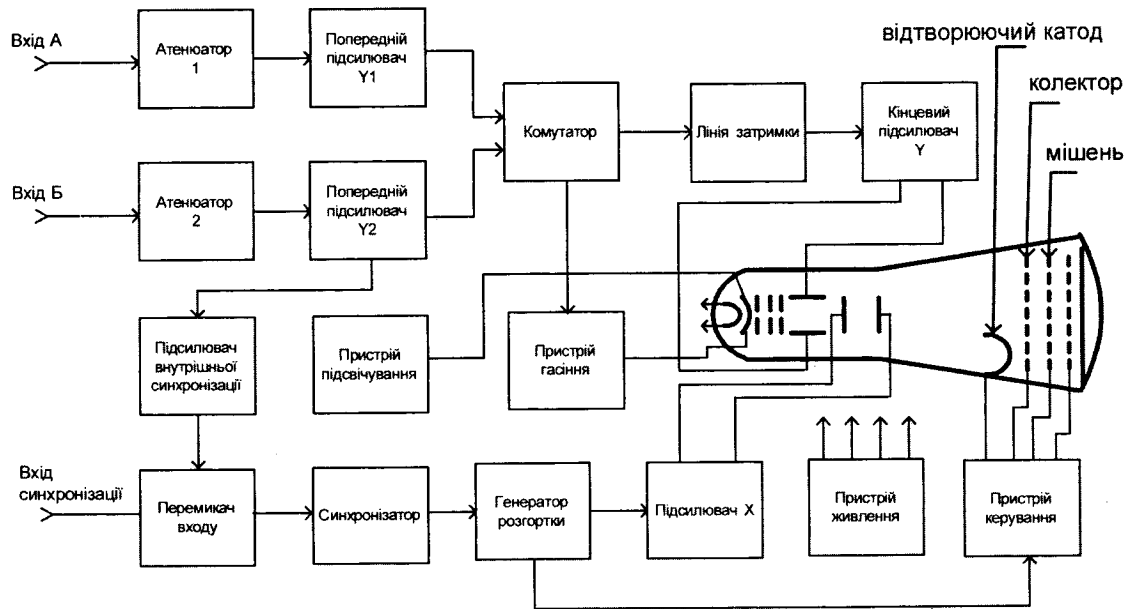 Вхід А
Атенюатор
1
Попередній
підсилювач
Y1
Комутатор
Лінія затримки
Кінцевий
підсилювач
Y
відтворюючий катод
колектор
мішень
Вхід Б
Атенюатор
2
Попередній
підсилювач
Y2
Підсилювач
внутрішньої
синхронізації
Пристрій
підсвічування
Пристрій
гасіння
Вхід
синхронізації
Перемикач
входу
Синхронізатор
Генератор
розгортки
Підсилювач X
Пристрій
живлення
Пристрій
керування